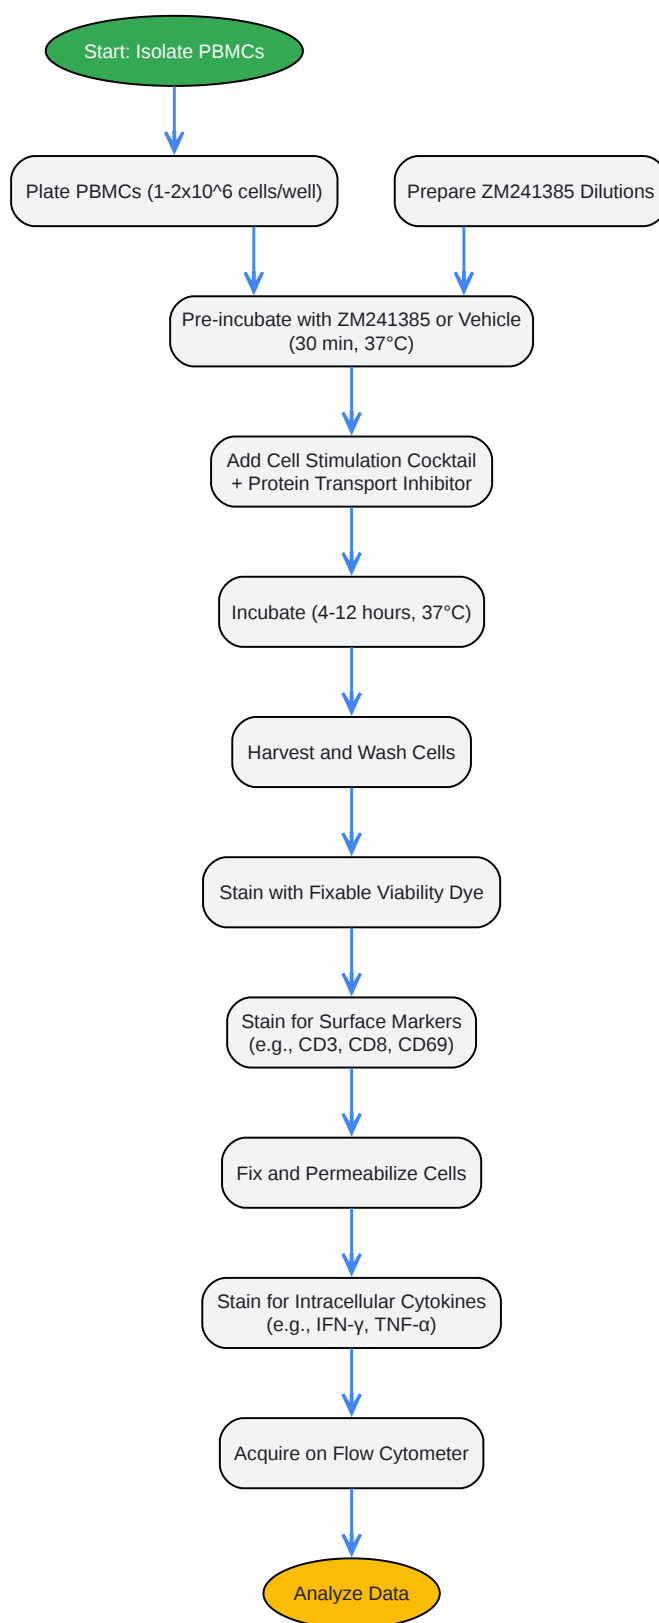 Start: Isolate PBMCs
Plate PBMCs (1-2x10^6 cells/well)
Prepare ZM241385 Dilutions
Pre-incubate with ZM241385 or Vehicle
(30 min, 37°C)
Add Cell Stimulation Cocktail
+ Protein Transport Inhibitor
Incubate (4-12 hours, 37°C)
Harvest and Wash Cells
Stain with Fixable Viability Dye
Stain for Surface Markers
(e.g., CD3, CD8, CD69)
Fix and Permeabilize Cells
Stain for Intracellular Cytokines
(e.g., IFN-γ, TNF-α)
Acquire on Flow Cytometer
Analyze Data